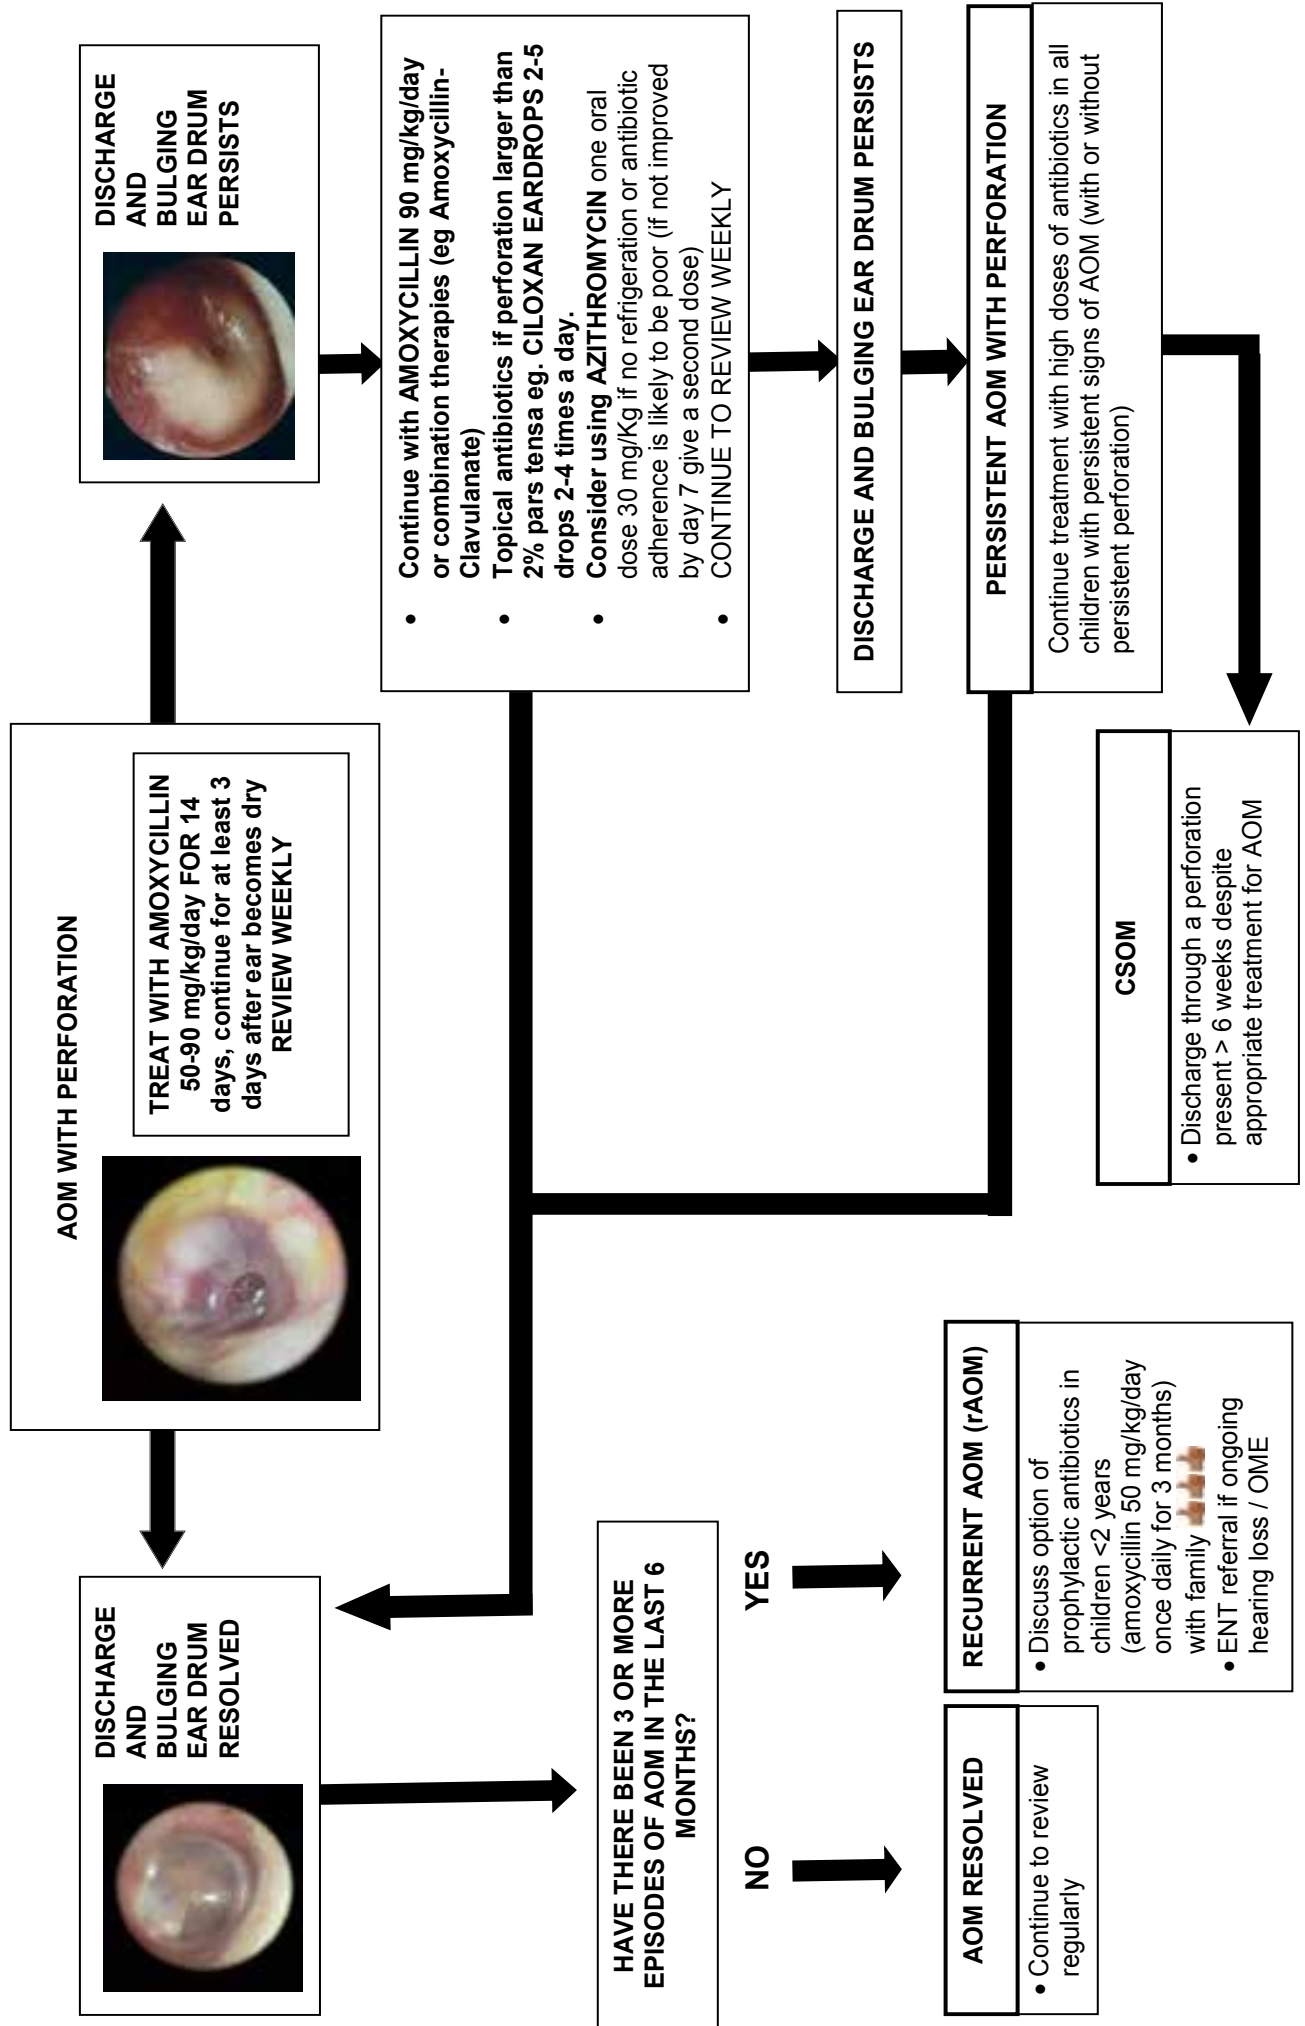 AOM WITH PERFORATION
TREAT WITH AMOXYCILLIN
50-90 mg/kg/day FOR 14
days, continue for at least 3
days after ear becomes dry
REVIEW WEEKLY
DISCHARGE
AND
BULGING
EAR DRUM
RESOLVED
DISCHARGE
AND
BULGING
EAR DRUM
PERSISTS
• Continue with AMOXYCILLIN 90 mg/kg/day
or combination therapies (eg Amoxycillin-
Clavulanate)
• Topical antibiotics if perforation larger than
2% pars tensa eg. CILOXAN EARDROPS 2-5
drops 2-4 times a day.
• Consider using AZITHROMYCIN one oral
dose 30 mg/Kg if no refrigeration or antibiotic
adherence is likely to be poor (if not improved
by day 7 give a second dose)
• CONTINUE TO REVIEW WEEKLY
HAVE THERE BEEN 3 OR MORE
EPISODES OF AOM IN THE LAST 6
MONTHS?
NO
YES
DISCHARGE AND BULGING EAR DRUM PERSISTS
AOM RESOLVED
• Continue to review
regularly
RECURRENT AOM (rAOM)
• Discuss option of
prophylactic antibiotics in
children <2 years
(amoxycillin 50 mg/kg/day
once daily for 3 months)
with family
• ENT referral if ongoing
hearing loss / OME
PERSISTENT AOM WITH PERFORATION
Continue treatment with high doses of antibiotics in all
children with persistent signs of AOM (with or without
persistent perforation)
CSOM
• Discharge through a perforation
present > 6 weeks despite
appropriate treatment for AOM